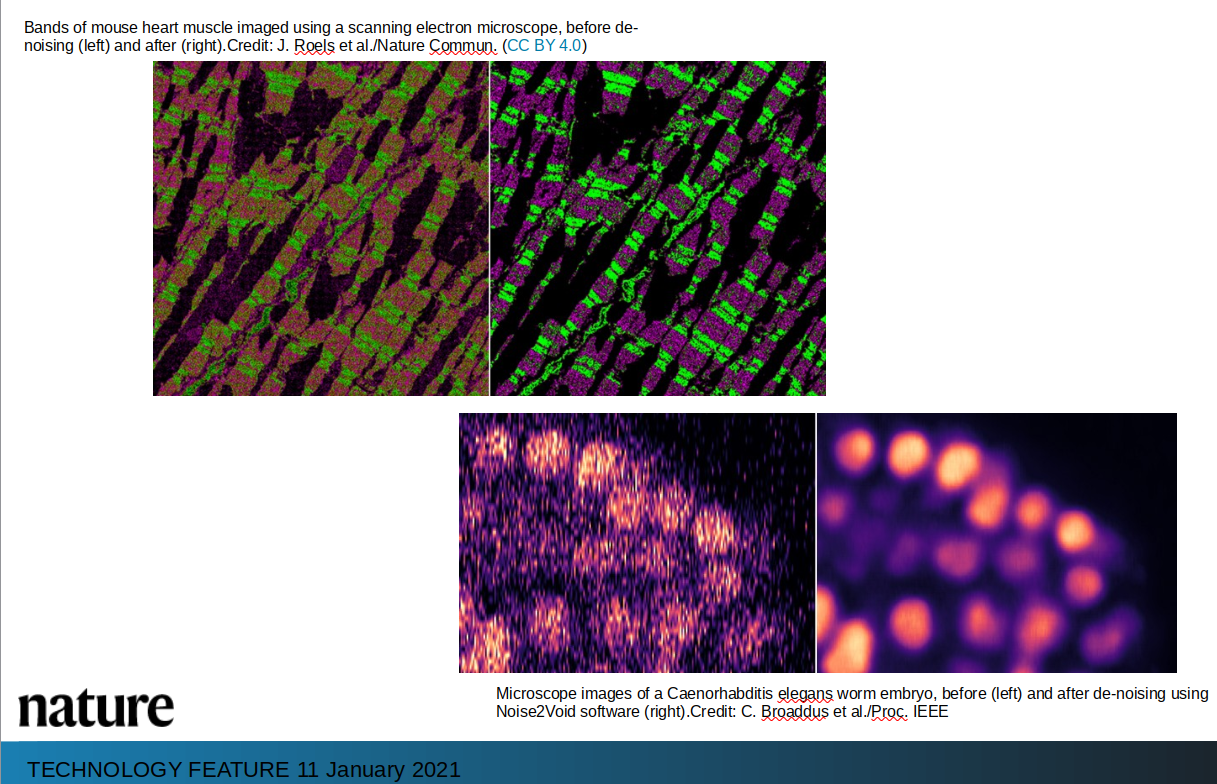 Bands of mouse heart muscle imaged using a scanning electron microscope, before de-
noising (left) and after (right).Credit: J. Roels et al./Nature Commun. (CC BY 4.0)
Microscope images of a Caenorhabditis elegans worm embryo, before (left) and after de-noising using
Noise2Void software (right).Credit: C. Broaddus et al./Proc. IEEE
nature
TECHNOLOGY FEATURE 11 January 2021